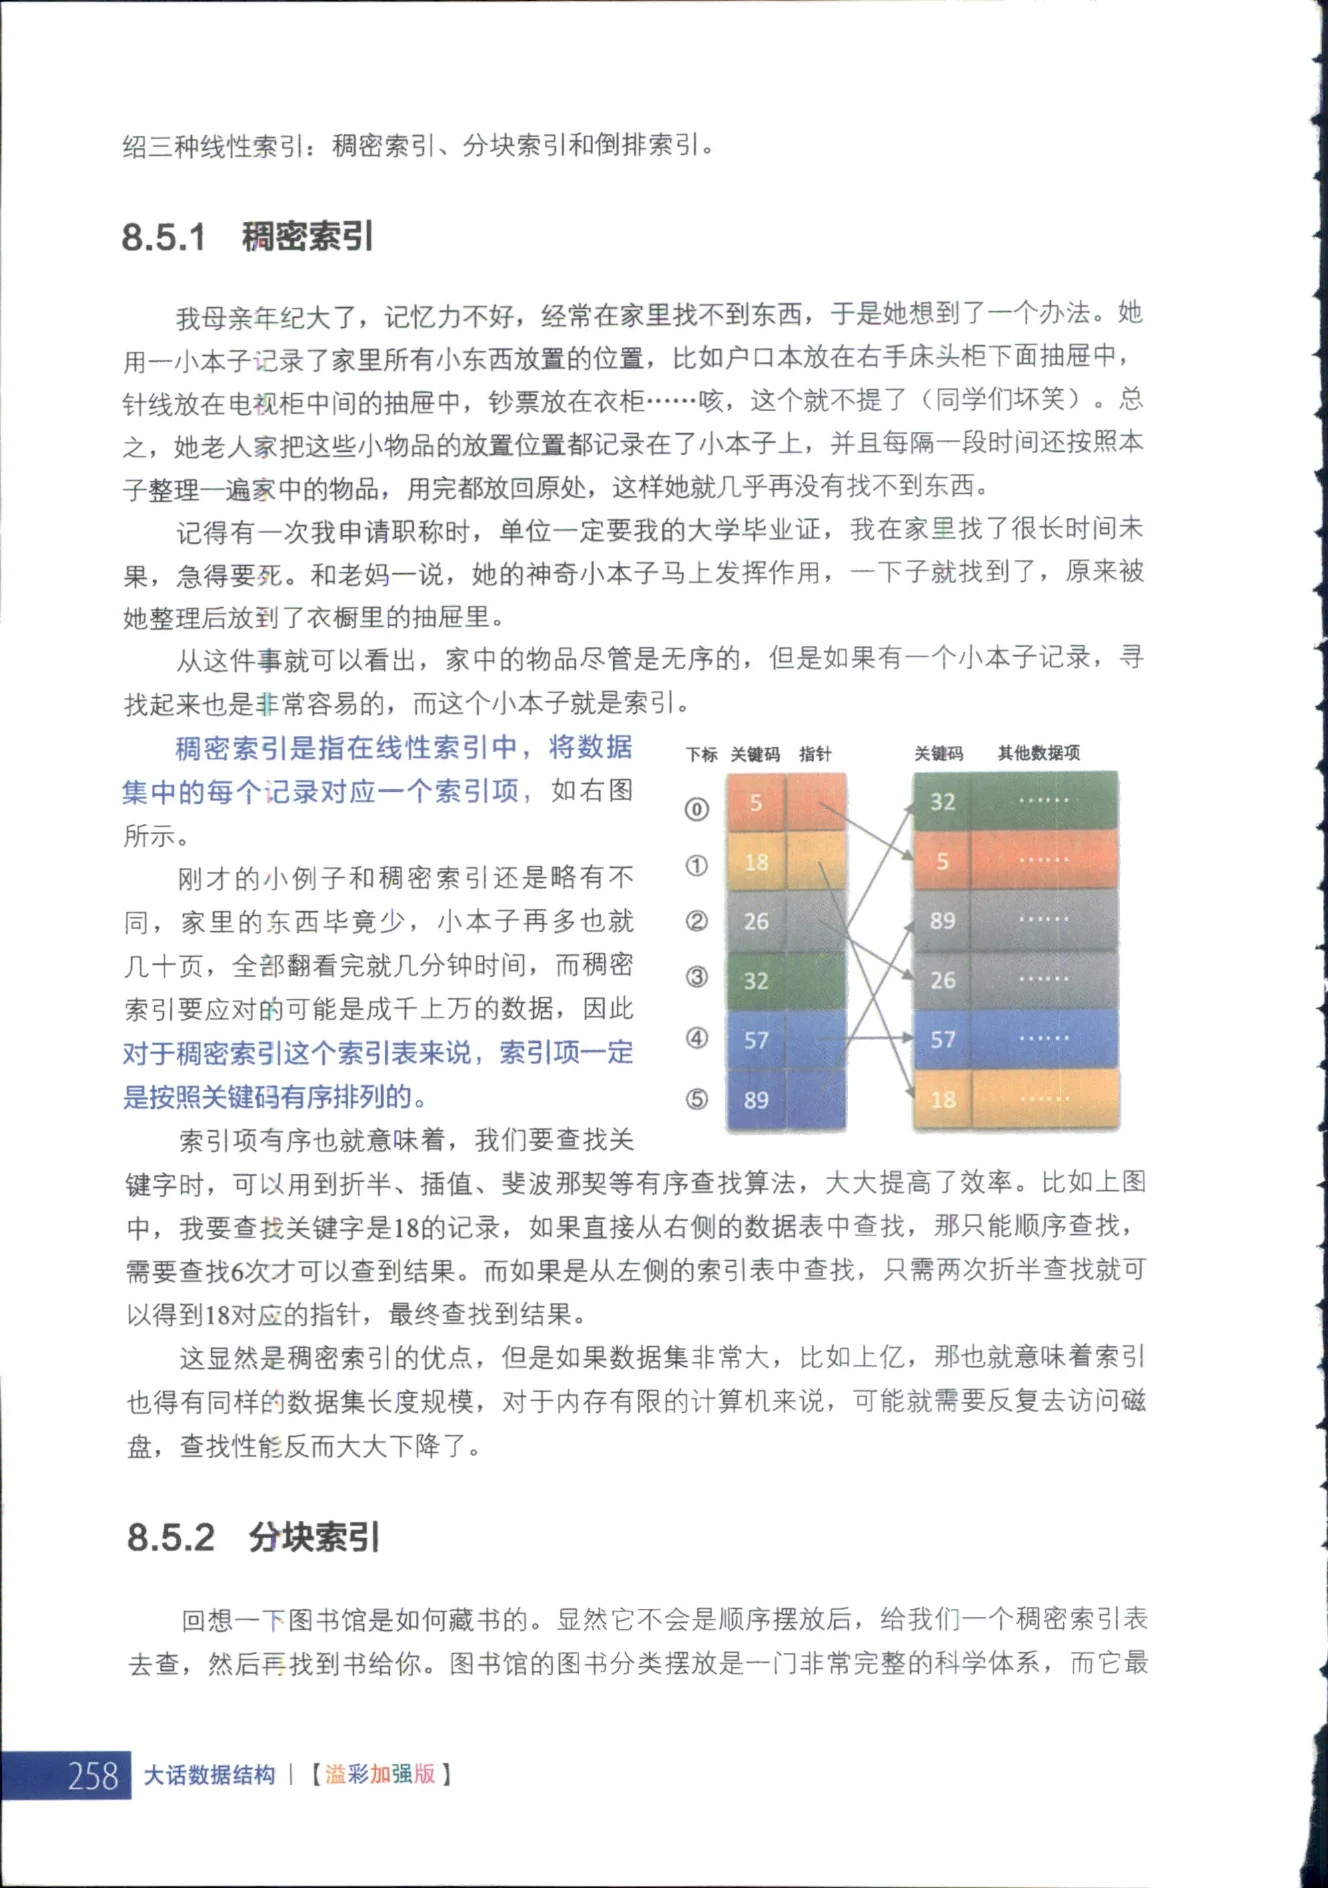 绍三种线性索引：稠密索引、分块索引和倒排索引。
8.5.1 稠密索引
我母亲年纪大了，记忆力不好，经常在家里找不到东西，于是她想到了一个办法。她
用一小本子记录了家里所有小东西放置的位置，比如户口本放在右手床头柜下面抽屉中，
针线放在电视柜中间的抽屉中，钞票放在衣柜……咳，这个就不提了（同学们坏笑）。总
之，她老人家把这些小物品的放置位置都记录在了小本子上，并且每隔一段时间还按照本
子整理一遍家中的物品，用完都放回原处，这样她就几乎再没有找不到东西。
记得有一次我申请职称时，单位一定要我的大学毕业证，我在家里找了很长时间未
果，急得要死。和老妈一说，她的神奇小本子马上发挥作用，一下子就找到了，原来被
她整理后放到了衣橱里的抽屉里。
从这件事就可以看出，家中的物品尽管是无序的，但是如果有一个小本子记录，寻
找起来也是非常容易的，而这个小本子就是索引。
稠密索引是指在线性索引中，将数据
集中的每个记录对应一个索引项，如右图
所示。
刚才的小例子和稠密索引还是略有不
同，家里的东西毕竟少，小本子再多也就
几十页，全部翻看完就几分钟时间，而稠密
索引要应对的可能是成千上万的数据，因此
对于稠密索引这个索引表来说，索引项一定
是按照关键码有序排列的。
下标 关键码 指针 关键码 其他数据项
⓪ 5 32 ……
① 18 5 ……
② 26 89 ……
③ 32 26 ……
④ 57 57 ……
⑤ 89 18 ……
索引项有序也就意味着，我们要查找关
键字时，可以用到折半、插值、斐波那契等有序查找算法，大大提高了效率。比如上图
中，我要查找关键字是18的记录，如果直接从右侧的数据表中查找，那只能顺序查找，
需要查找6次才可以查到结果。而如果是从左侧的索引表中查找，只需两次折半查找就可
以得到18对应的指针，最终查找到结果。
这显然是稠密索引的优点，但是如果数据集非常大，比如上亿，那也就意味着索引
也得有同样的数据集长度规模，对于内存有限的计算机来说，可能就需要反复去访问磁
盘，查找性能反而大大下降了。
8.5.2 分块索引
回想一下图书馆是如何藏书的。显然它不会是顺序摆放后，给我们一个稠密索引表
去查，然后再找到书给你。图书馆的图书分类摆放是一门非常完整的科学体系，而它最
258 大话数据结构 |【溢彩加强版】